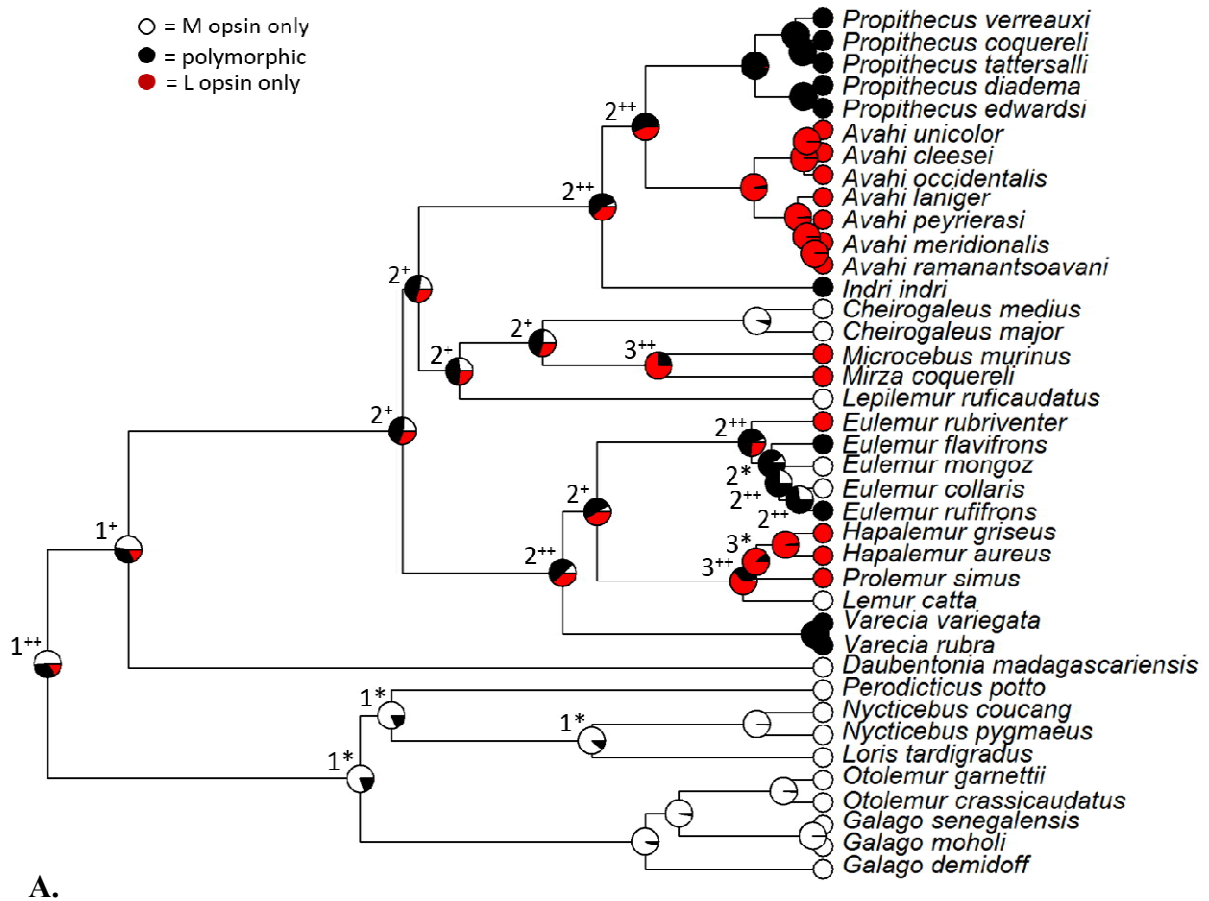 = M opsin only
= polymorphic
= L opsin only
Propithecus verreauxi
Propithecus coquereli
Propithecus tattersalli
Propithecus diadema
Propithecus edwardsi
2++
Avahi unicolor
Avahi cleesei
Avahi occidentalis
2++
Avahi laniger
Avahi peyrierasi
Avahi meridionalis
Avahi ramanantsoavani
2+
Indri indri
Cheirogaleus medius
2+
Cheirogaleus major
2+
3++
Microcebus murinus
Mirza coquereli
Lepilemur ruficaudatus
2+
2++
Eulemur rubriventer
Eulemur flavifrons
2*
Eulemur mongoz
2++
Eulemur collaris
2+
2++
Eulemur rufifrons
1+
Hapalemur griseus
3*
Hapalemur aureus
2++
3++
Prolemur simus
Lemur catta
Varecia variegata
1++
Varecia rubra
Daubentonia madagascariensis
1*
Perodicticus potto
1*
Nycticebus coucang
Nycticebus pygmaeus
1*
Loris tardigradus
Otolemur garnettii
Otolemur crassicaudatus
Galago senegalensis
Galago moholi
Galago demidoff
A.